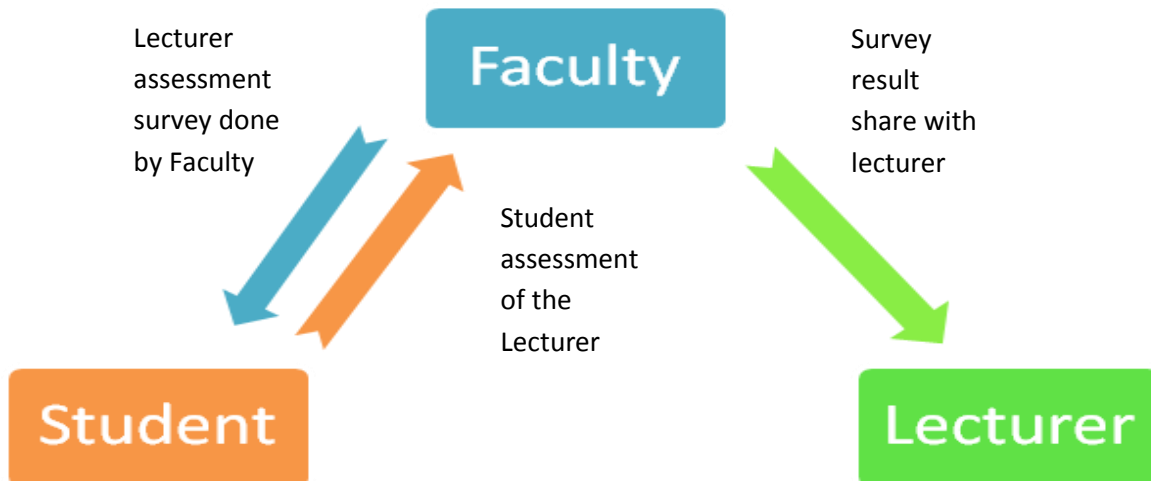 Lecturer
assessment
survey done
by Faculty
Faculty
Survey
result
share with
lecturer
Student
assessment
of the
Lecturer
Student
Lecturer